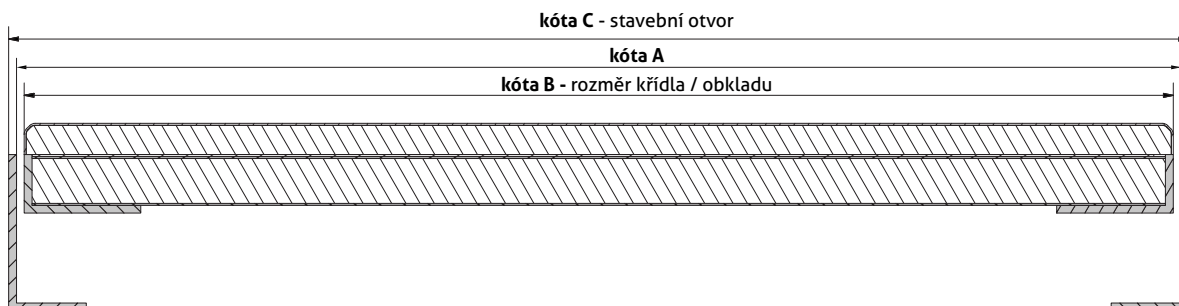 kóta C - stavební otvor
kóta A
kóta B - rozměr křídla / obkladu